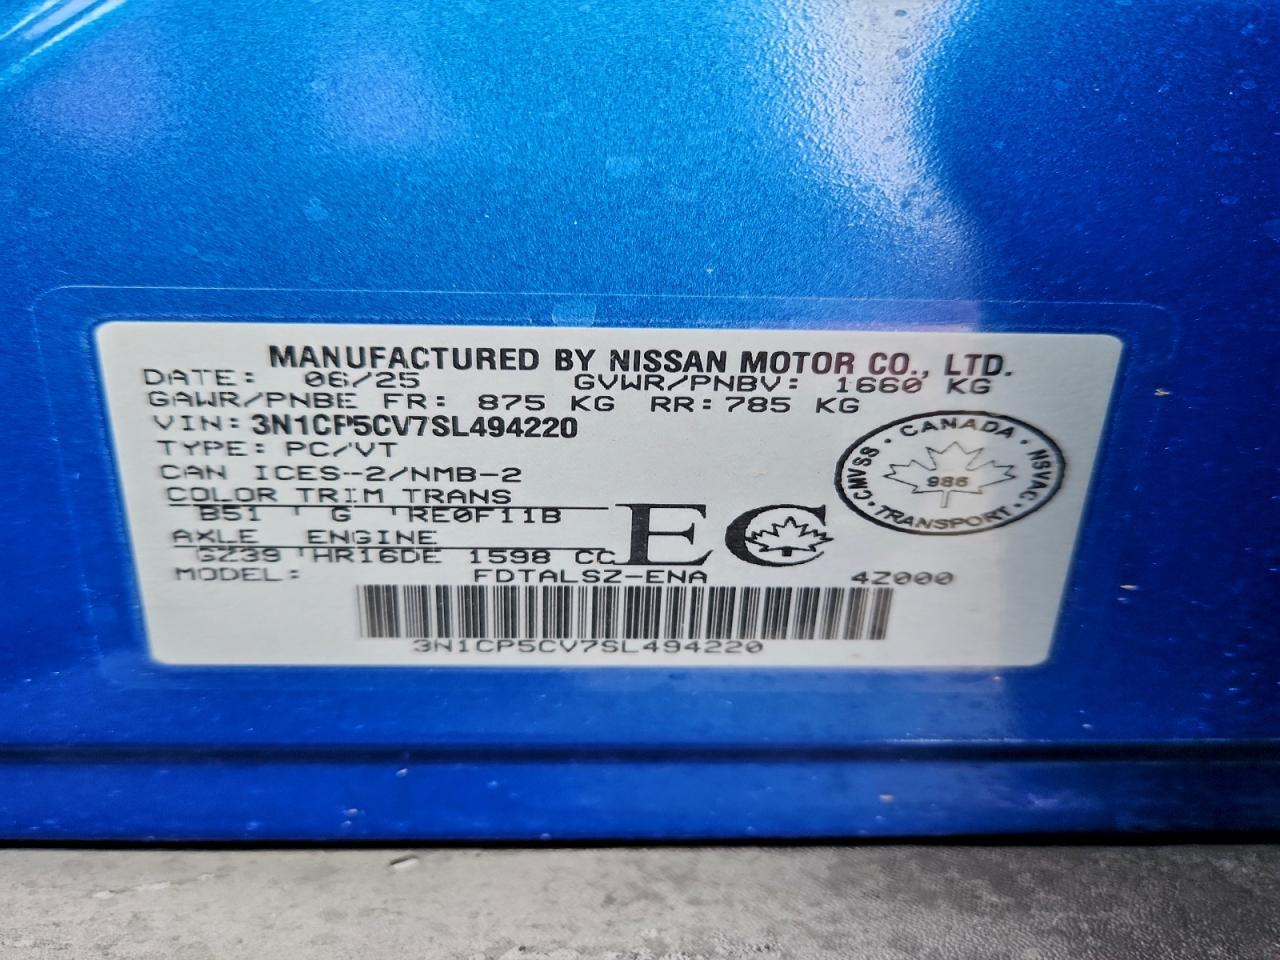 MANUFACTURED BY NISSAN MOTOR CO., LTD.
DATE: 06/25 GVWR/PNBV: 1660 KG
GAWR/PNBE FR: 875 KG RR: 785 KG
VIN: 3N1CP5CV7SL494220
TYPE: PC/VT
CAN ICES-2/NMB-2
COLOR TRIM TRANS
B51 G RE0F11B
AXLE ENGINE
GZ39 HR16DE 1598 CC
EC
MODEL: FDTALSZ-ENA 4Z000
3N1CP5CV7SL494220
CANADA
CMVSS
NSVAC
986
TRANSPORT